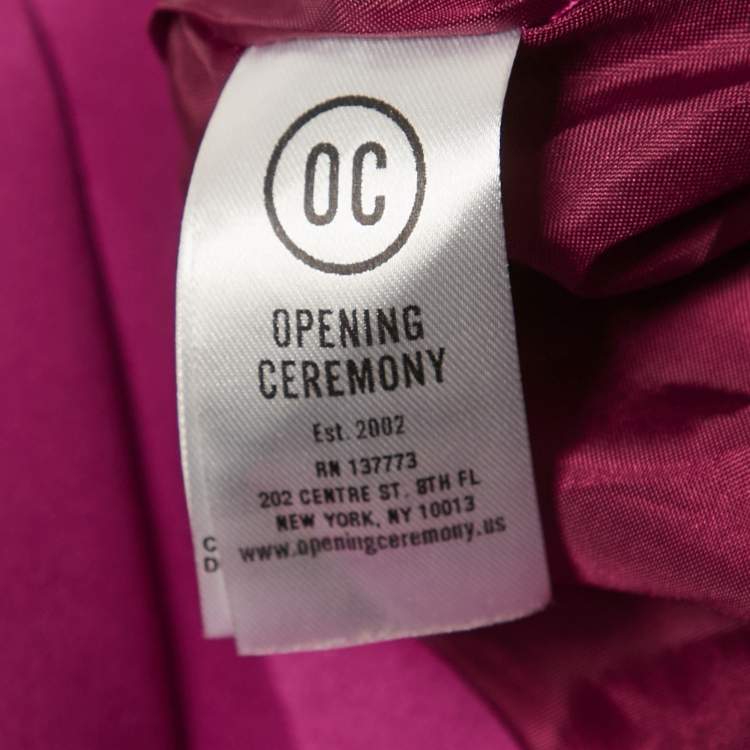 OC
OPENING
CEREMONY
Est. 2002
RN 137773
202 CENTRE ST. 8TH FL
NEW YORK, NY 10013
www.openingceremony.us
C
D